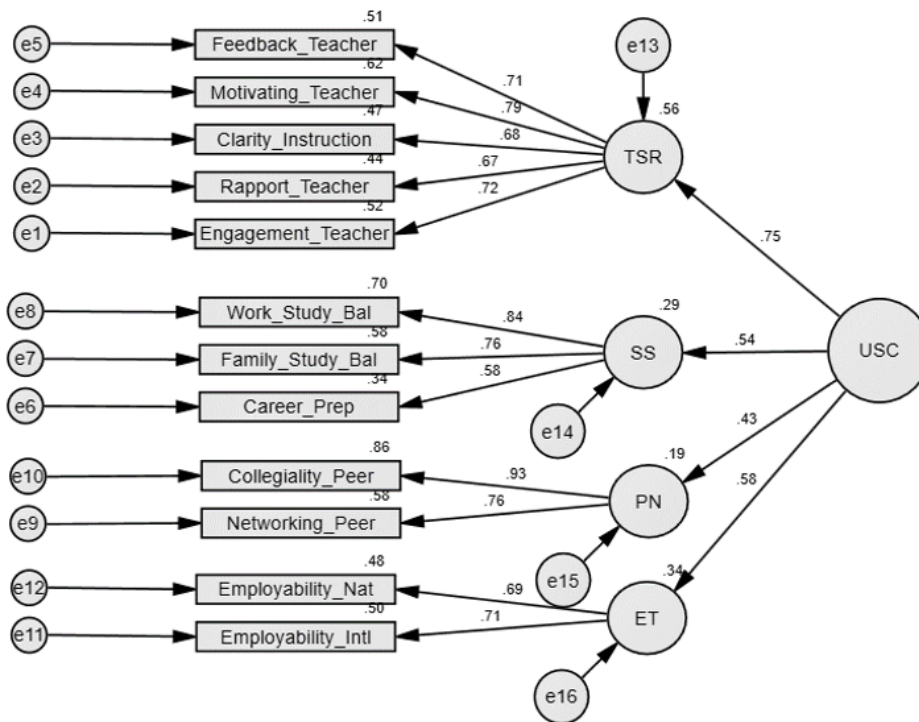 .51
e5 Feedback_Teacher
.62
e4 Motivating_Teacher
.47
e3 Clarity_Instruction
.44
e2 Rapport_Teacher
.52
e1 Engagement_Teacher
.71
.79
.68
.67
.72
e13
.56
TSR
.75
.70
e8 Work_Study_Bal
.58
e7 Family_Study_Bal
.34
e6 Career_Prep
.84
.76
.58
.29
SS
e14
.54
USC
.86
e10 Collegiality_Peer
.58
e9 Networking_Peer
.93
.76
.19
PN
e15
.43
.48
e12 Employability_Nat
.50
e11 Employability_Intl
.69
.71
.34
ET
e16
.58